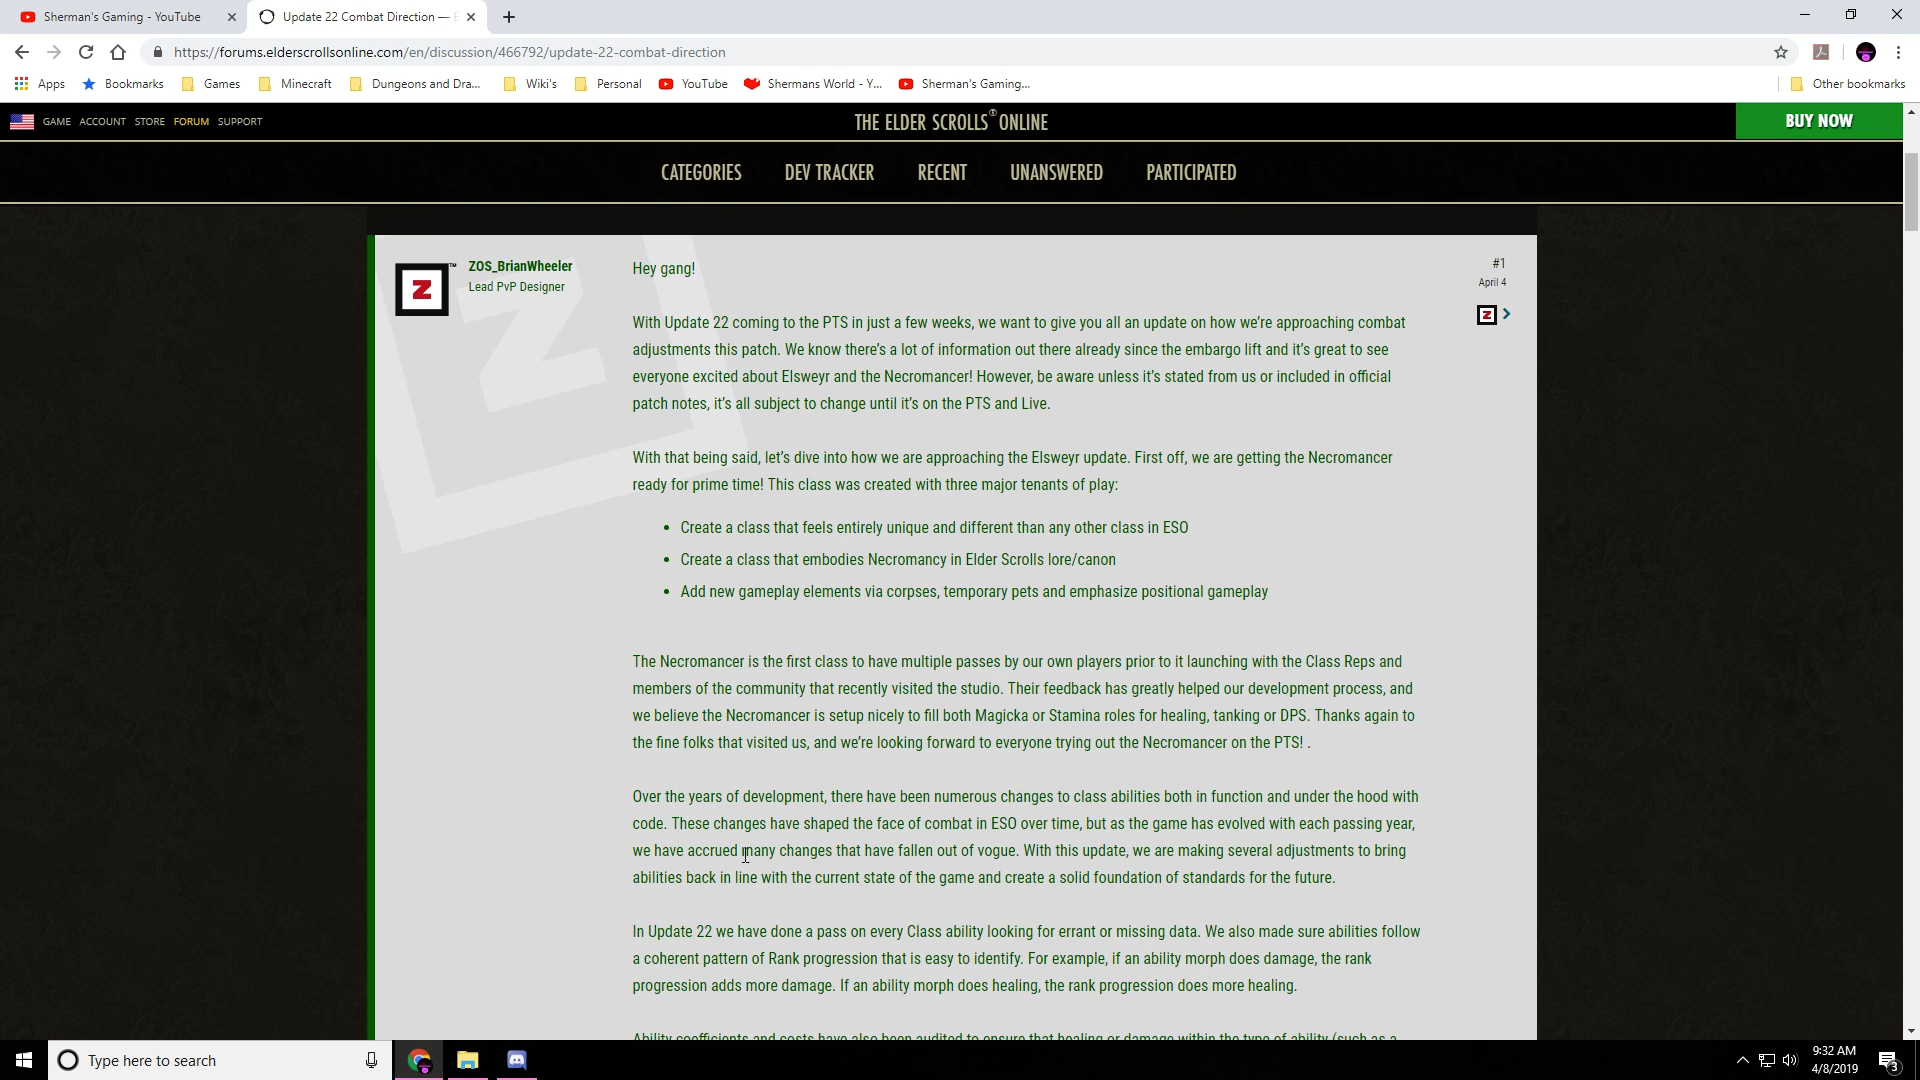 Sherman's Gaming - YouTube
Update 22 Combat Direction —
https://forums.elderscrollsonline.com/en/discussion/466792/update-22-combat-direction
Apps
Bookmarks
Games
Minecraft
Dungeons and Dra...
Wiki's
Personal
YouTube
Shermans World - Y...
Sherman's Gaming...
Other bookmarks
GAME ACCOUNT STORE FORUM SUPPORT
THE ELDER SCROLLS® ONLINE
BUY NOW
CATEGORIES DEV TRACKER RECENT UNANSWERED PARTICIPATED
Z ™
ZOS_BrianWheeler
Lead PvP Designer
#1
April 4
Z
Hey gang!
With Update 22 coming to the PTS in just a few weeks, we want to give you all an update on how we’re approaching combat
adjustments this patch. We know there’s a lot of information out there already since the embargo lift and it’s great to see
everyone excited about Elsweyr and the Necromancer! However, be aware unless it’s stated from us or included in official
patch notes, it’s all subject to change until it’s on the PTS and Live.
With that being said, let’s dive into how we are approaching the Elsweyr update. First off, we are getting the Necromancer
ready for prime time! This class was created with three major tenants of play:
• Create a class that feels entirely unique and different than any other class in ESO
• Create a class that embodies Necromancy in Elder Scrolls lore/canon
• Add new gameplay elements via corpses, temporary pets and emphasize positional gameplay
The Necromancer is the first class to have multiple passes by our own players prior to it launching with the Class Reps and
members of the community that recently visited the studio. Their feedback has greatly helped our development process, and
we believe the Necromancer is setup nicely to fill both Magicka or Stamina roles for healing, tanking or DPS. Thanks again to
the fine folks that visited us, and we’re looking forward to everyone trying out the Necromancer on the PTS! .
Over the years of development, there have been numerous changes to class abilities both in function and under the hood with
code. These changes have shaped the face of combat in ESO over time, but as the game has evolved with each passing year,
we have accrued many changes that have fallen out of vogue. With this update, we are making several adjustments to bring
abilities back in line with the current state of the game and create a solid foundation of standards for the future.
In Update 22 we have done a pass on every Class ability looking for errant or missing data. We also made sure abilities follow
a coherent pattern of Rank progression that is easy to identify. For example, if an ability morph does damage, the rank
progression adds more damage. If an ability morph does healing, the rank progression does more healing.
Ability coefficients and costs have also been audited to ensure that healing or damage within the type of ability (such as a
Type here to search
9:32 AM
4/8/2019
3